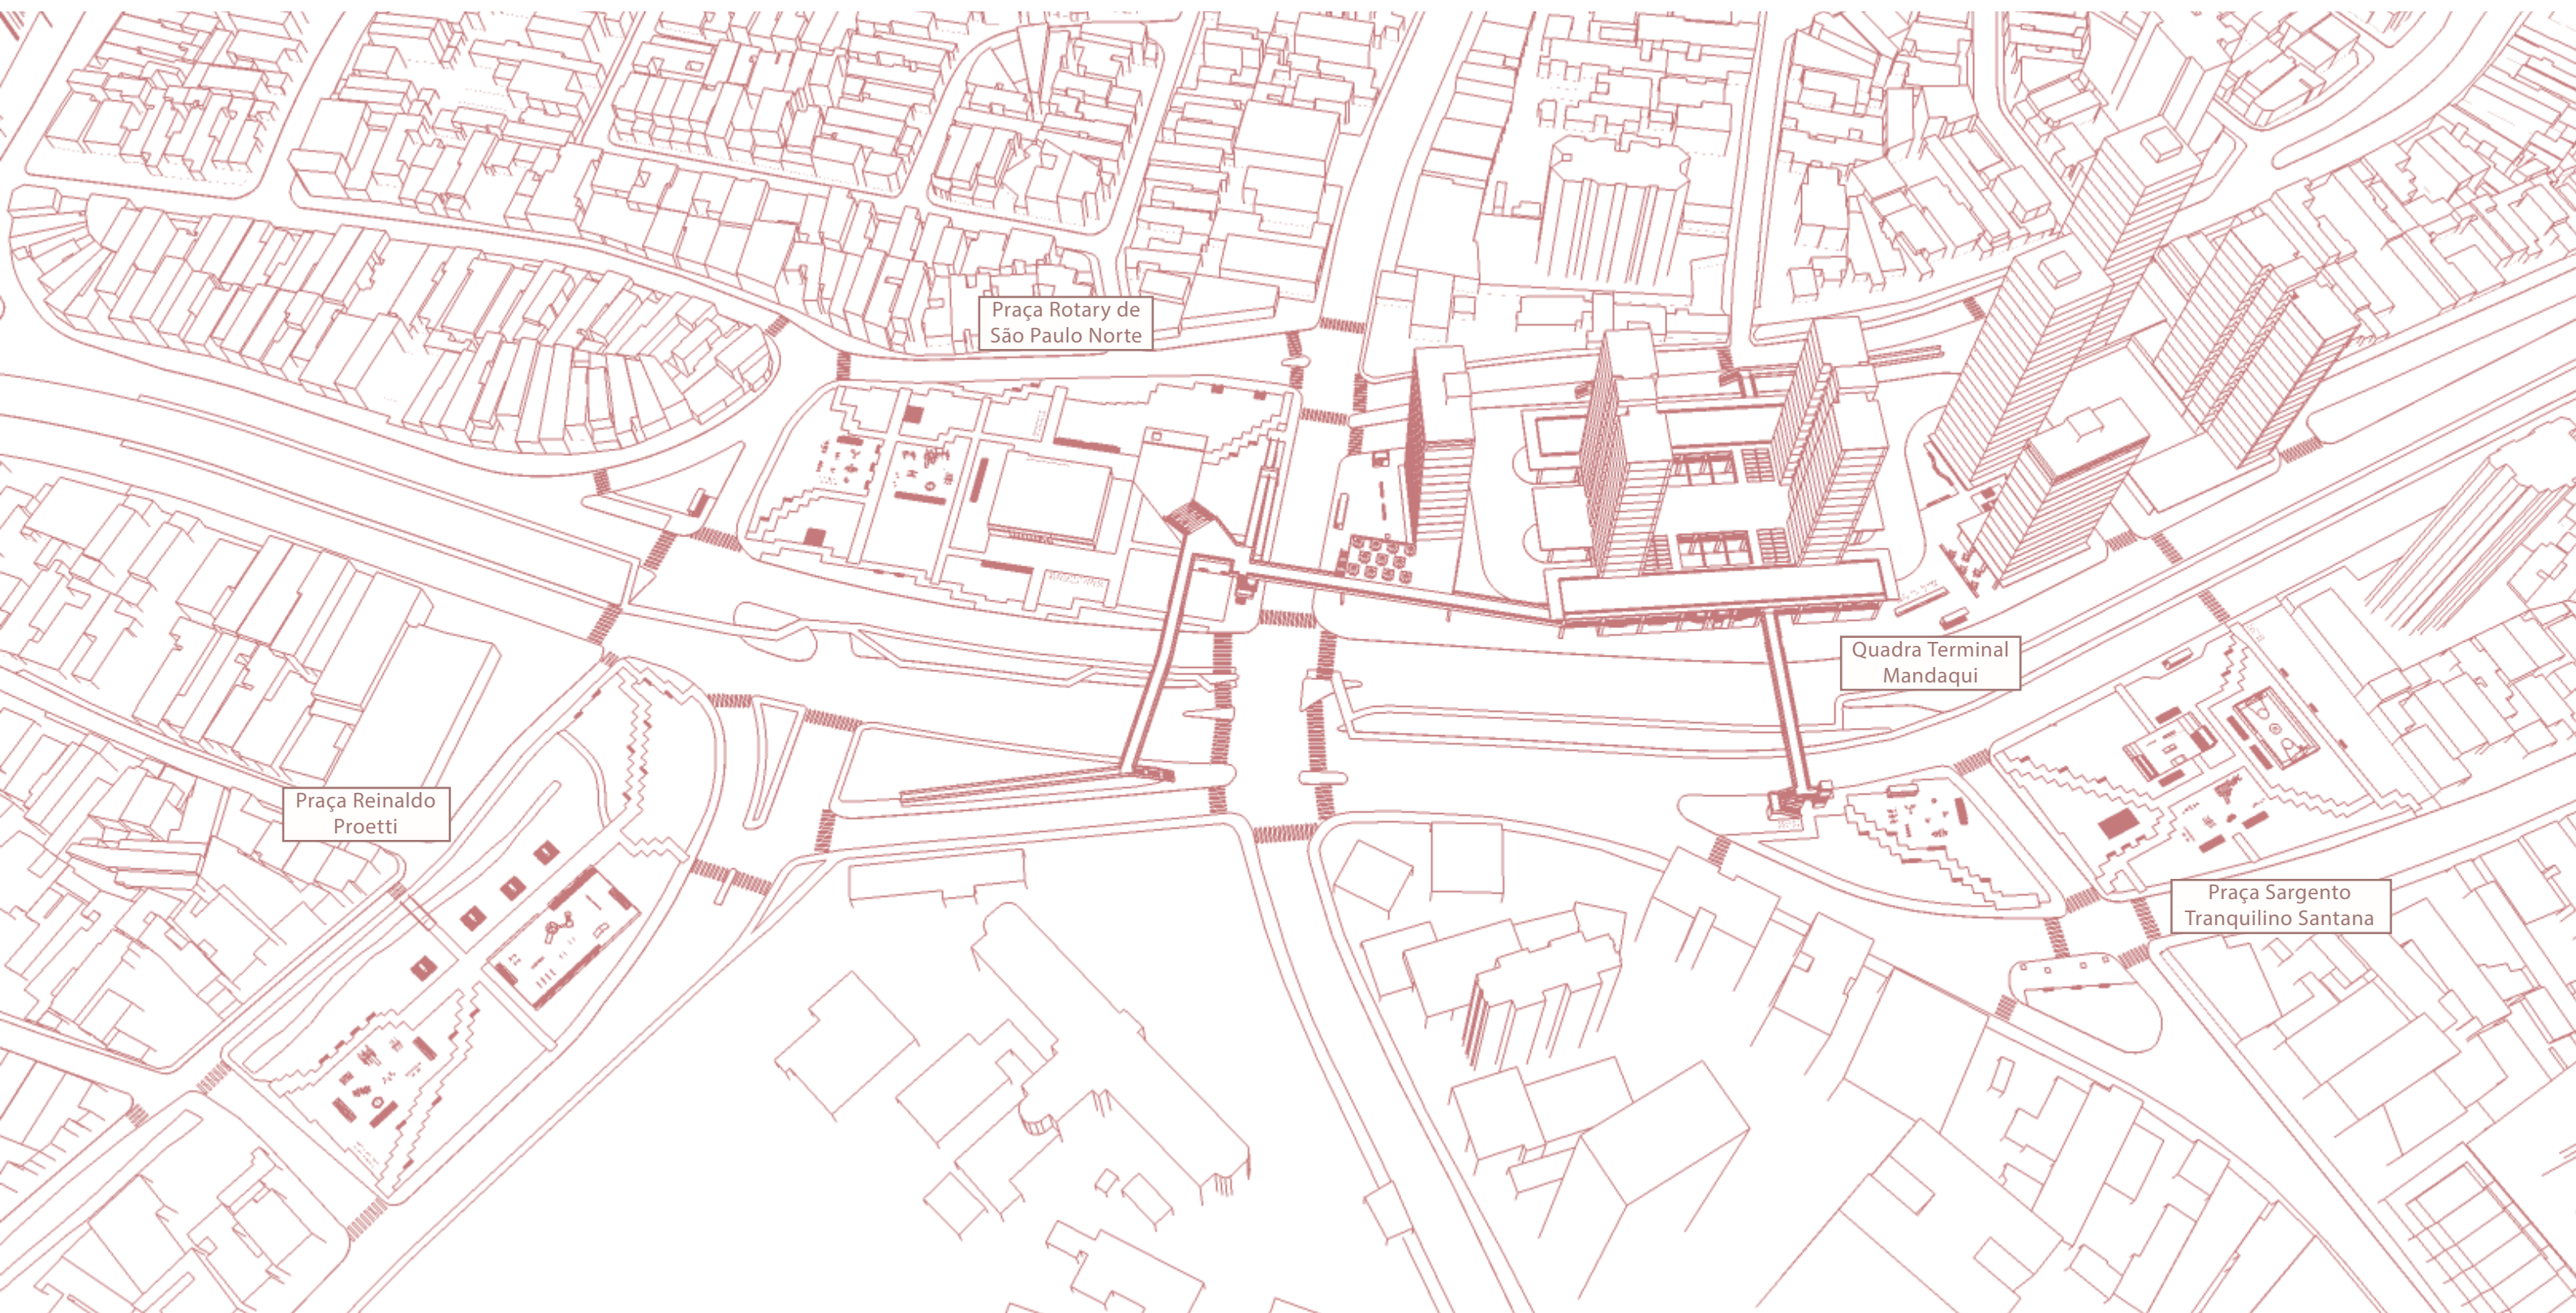 Praça Rotary de
São Paulo Norte
Quadra Terminal
Mandaqui
Praça Reinaldo
Proetti
Praça Sargento
Tranquilino Santana